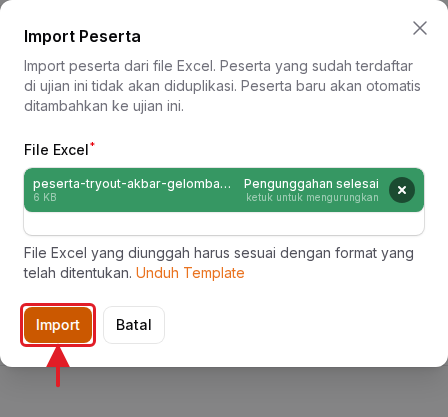 Import Peserta
Import peserta dari file Excel. Peserta yang sudah terdaftar
di ujian ini tidak akan diduplikasi. Peserta baru akan otomatis
ditambahkan ke ujian ini.
File Excel*
peserta-tryout-akbar-gelomba... Pengunggahan selesai
6 KB ketuk untuk mengurungkan
File Excel yang diunggah harus sesuai dengan format yang
telah ditentukan. Unduh Template
Import Batal